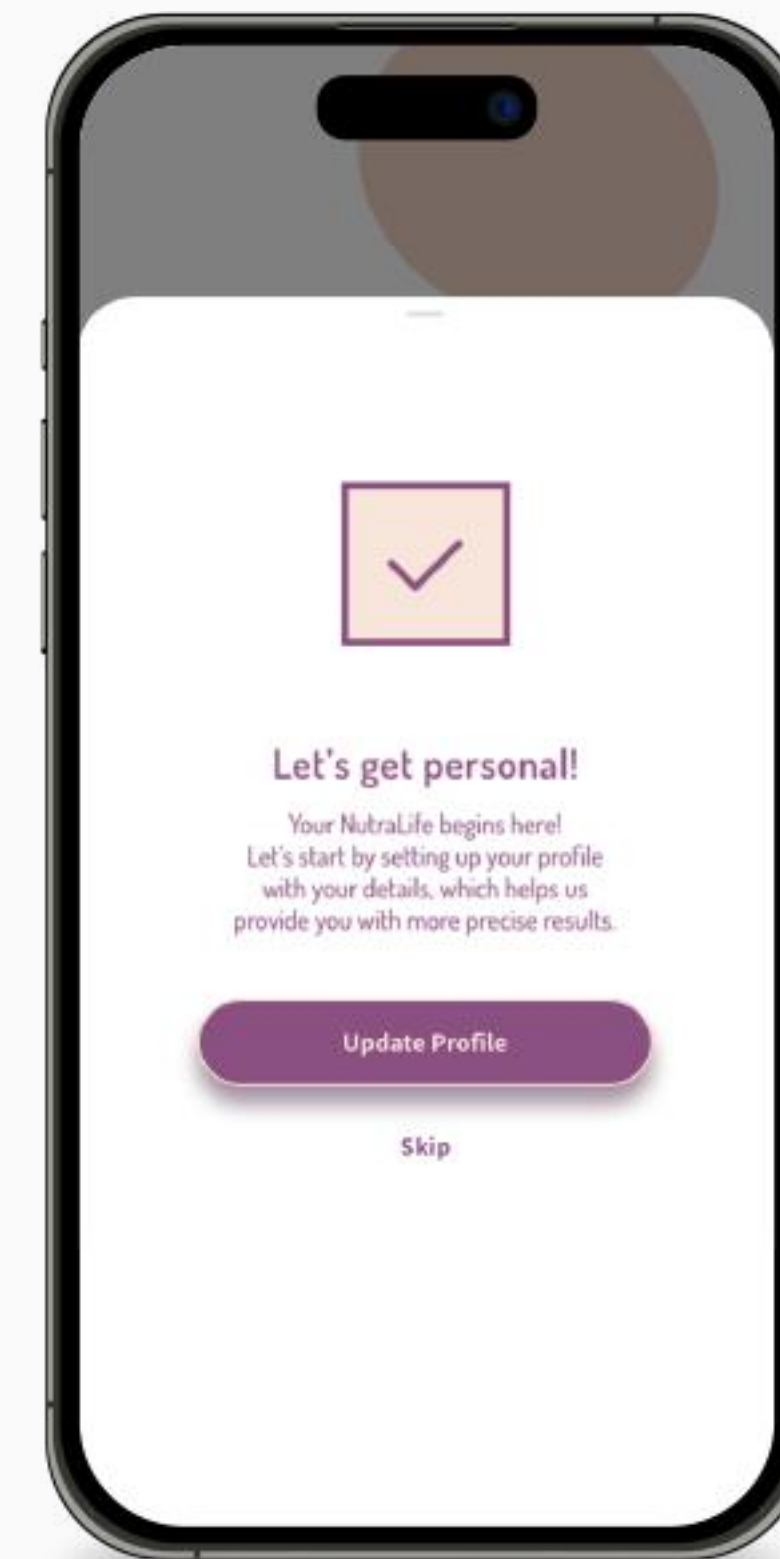 Let's get personal!
Your NutraLife begins here!
Let's start by setting up your profile
with your details, which helps us
provide you with more precise results.
Update Profile
Skip